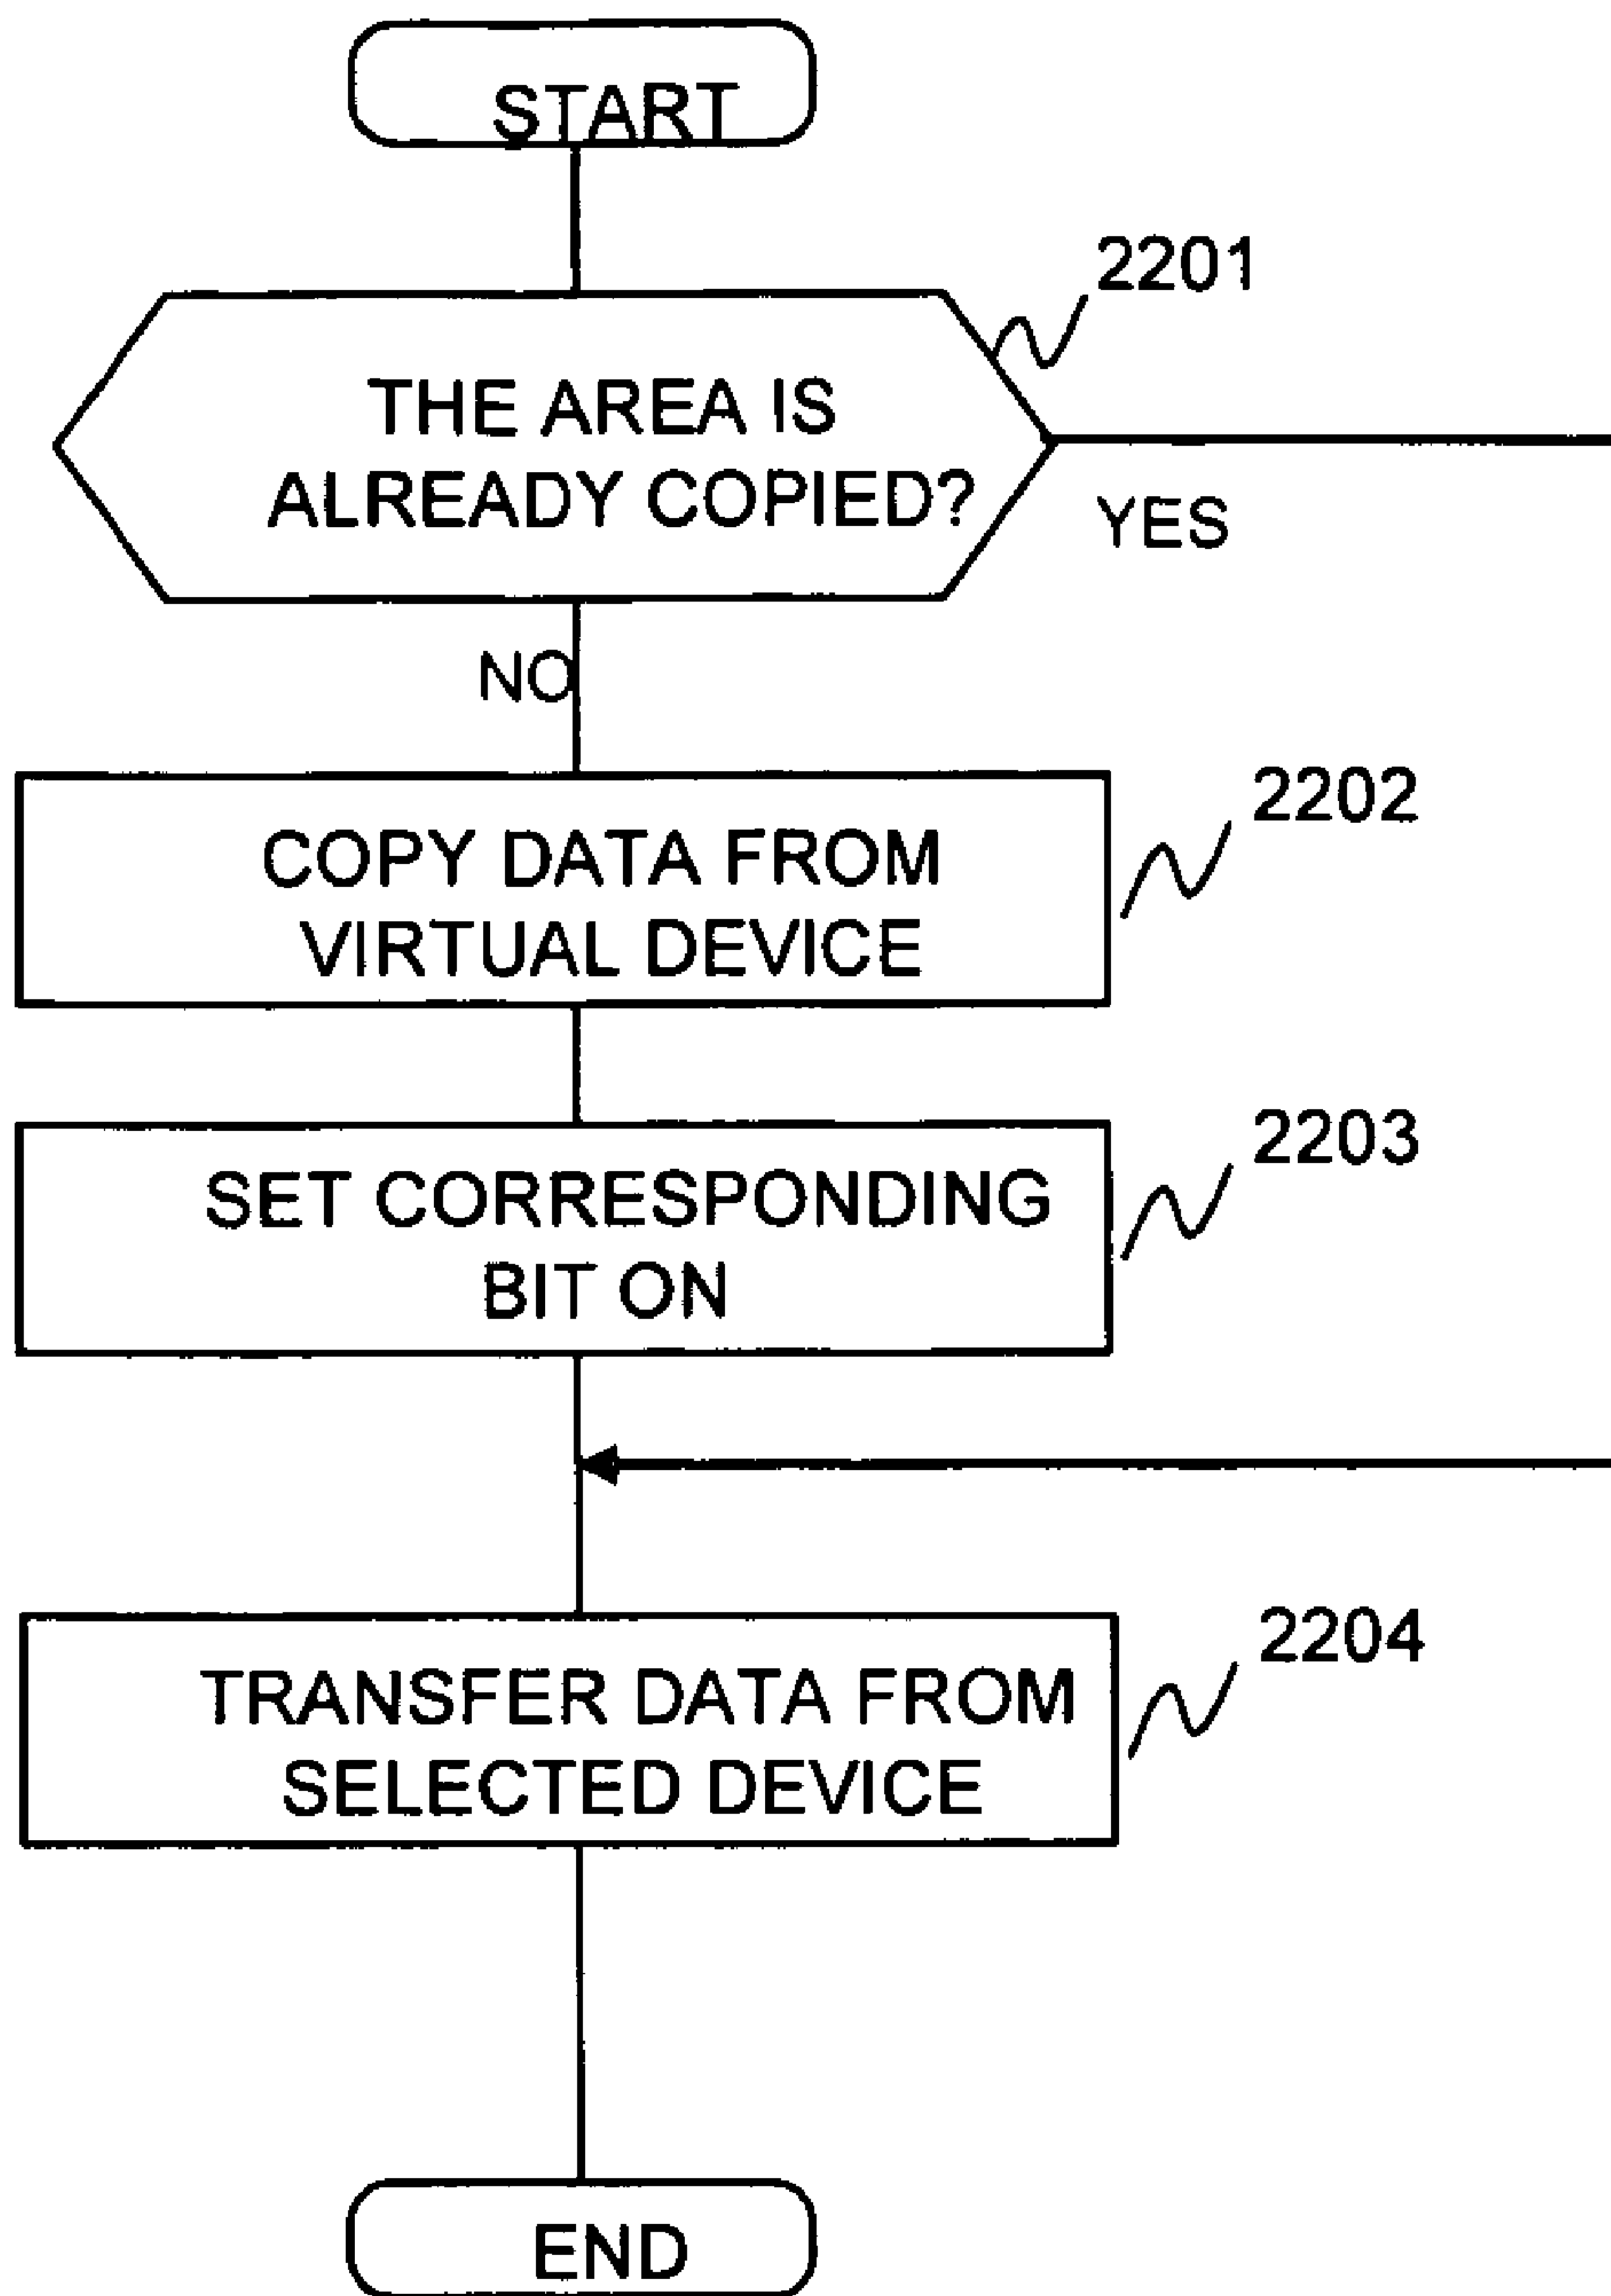 START
2201
THE AREA IS
ALREADY COPIED?
YES
NO
2202
COPY DATA FROM
VIRTUAL DEVICE
2203
SET CORRESPONDING
BIT ON
2204
TRANSFER DATA FROM
SELECTED DEVICE
END